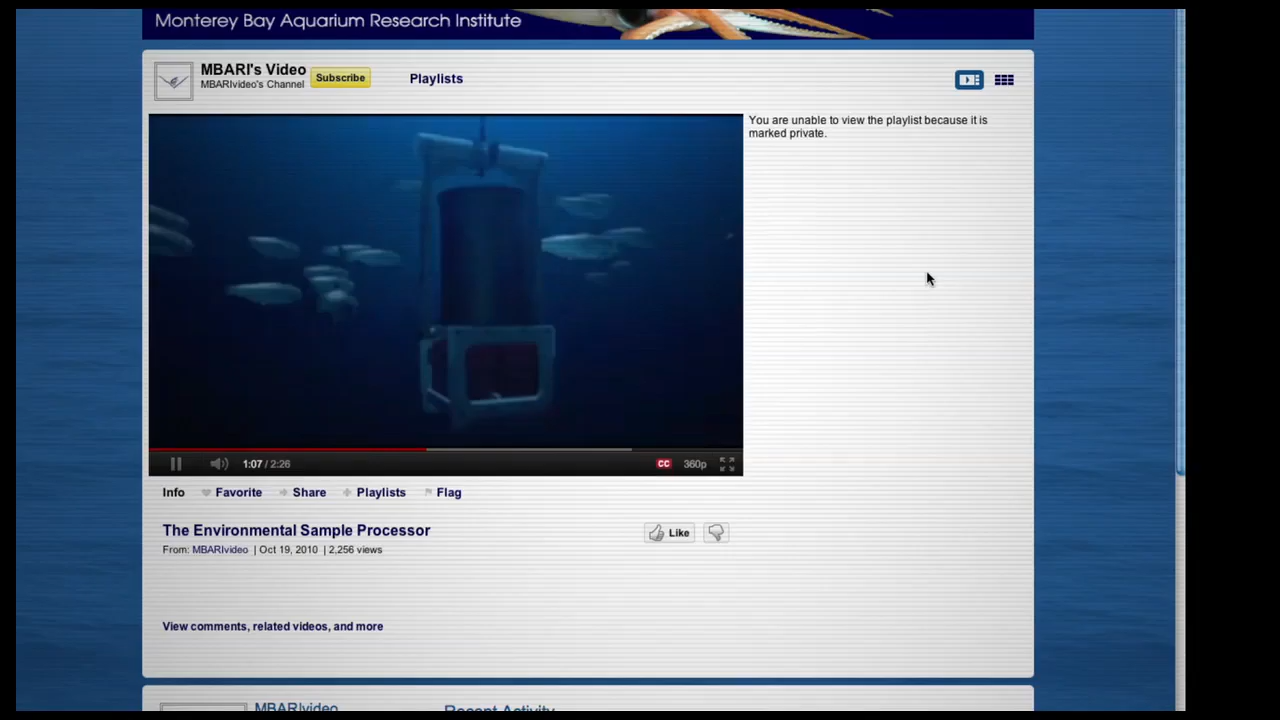 Monterey Bay Aquarium Research Institute
MBARI's Video
MBARIvideo's Channel
Subscribe
Playlists
You are unable to view the playlist because it is
marked private.
1:07 / 2:26
CC
360p
Info
Favorite
Share
Playlists
Flag
The Environmental Sample Processor
Like
From: MBARIvideo | Oct 19, 2010 | 2,256 views
View comments, related videos, and more
MBARIvideo
Recent Activity